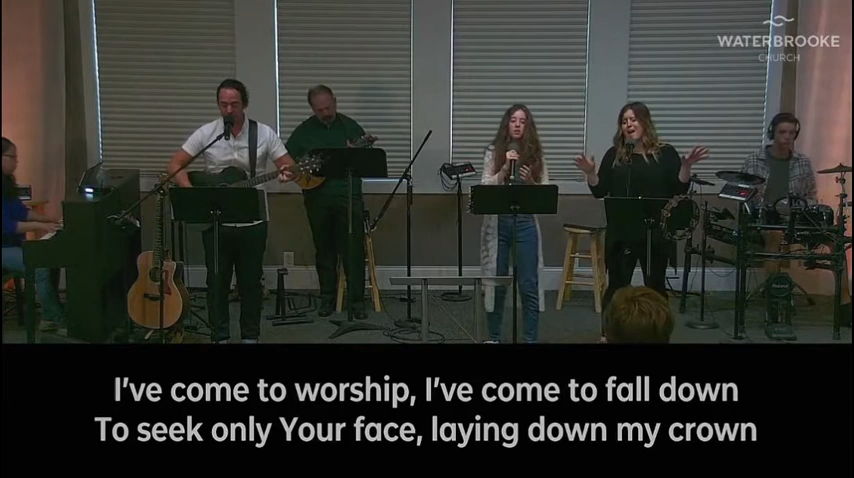 WATERBROOKE
CHURCH
I've come to worship, I've come to fall down
To seek only Your face, laying down my crown